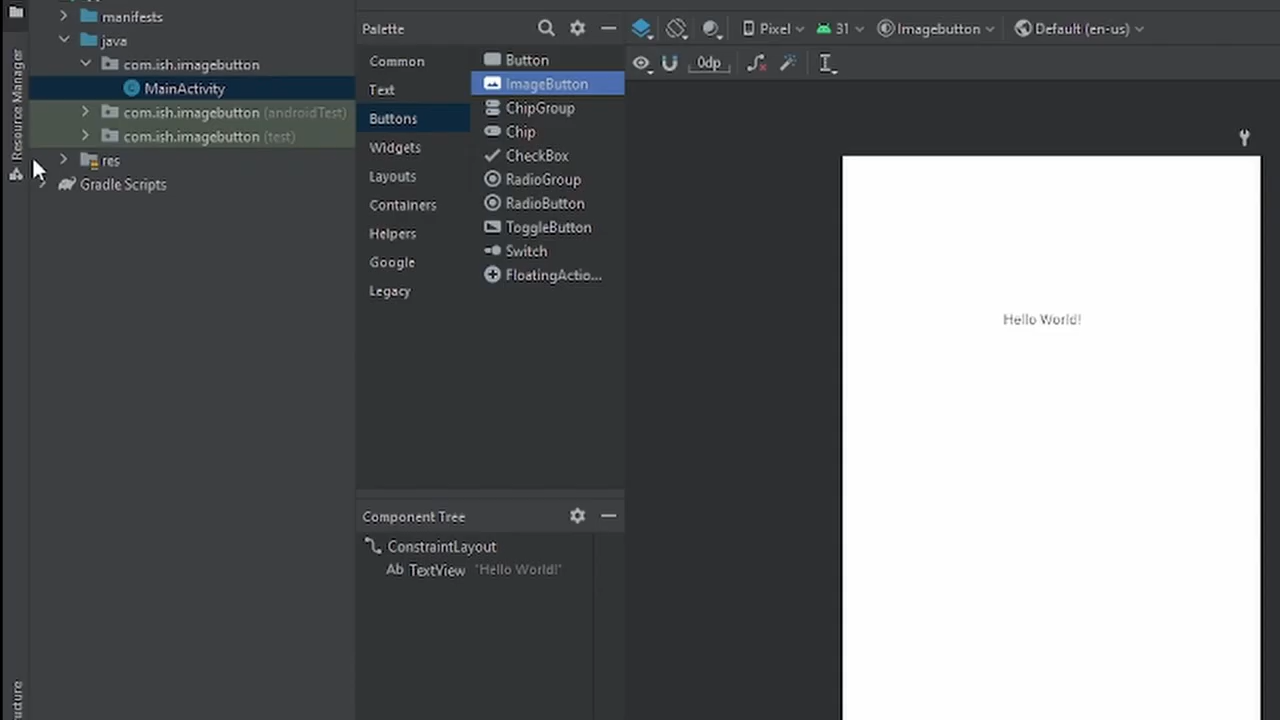 manifests
java
com.ish.imagebutton
MainActivity
com.ish.imagebutton (androidTest)
com.ish.imagebutton (test)
res
Gradle Scripts
Resource Manager
ucture
Palette
Common
Text
Buttons
Widgets
Layouts
Containers
Helpers
Google
Legacy
Button
ImageButton
ChipGroup
Chip
CheckBox
RadioGroup
RadioButton
ToggleButton
Switch
FloatingActio...
Component Tree
ConstraintLayout
Ab TextView "Hello World!"
Pixel 31 Imagebutton Default (en-us)
0dp
Hello World!